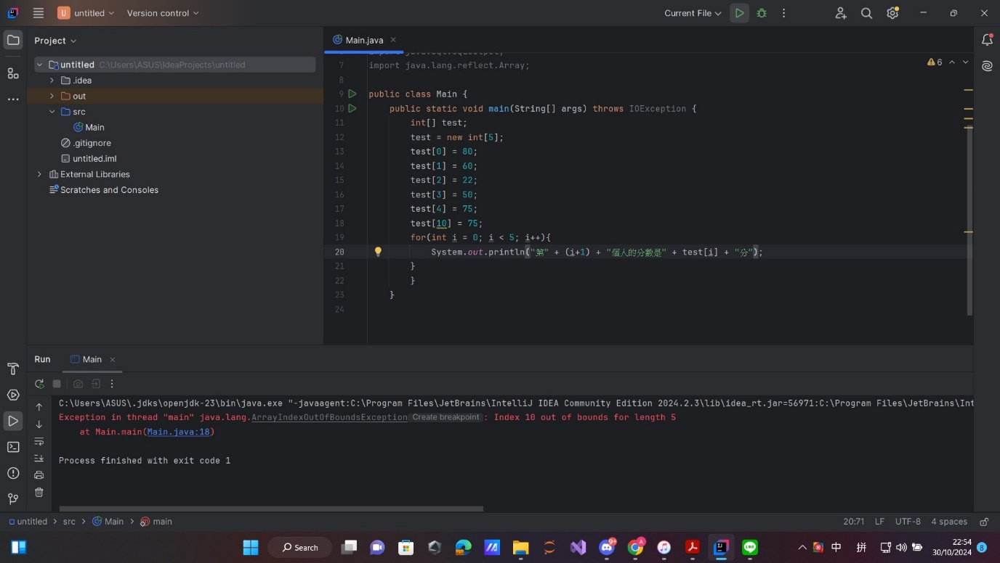 untitled
Version control
Current File
Project
Main.java
untitled C:\Users\ASUS\IdeaProjects\untitled
.idea
out
src
Main
.gitignore
untitled.iml
External Libraries
Scratches and Consoles
6
7 import java.lang.reflect.Array;
8
9 public class Main {
10 public static void main(String[] args) throws IOException {
11 int[] test;
12 test = new int[5];
13 test[0] = 80;
14 test[1] = 60;
15 test[2] = 22;
16 test[3] = 50;
17 test[4] = 75;
18 test[10] = 75;
19 for(int i = 0; i < 5; i++){
20 System.out.println("第" + (i+1) + "個人的分數是" + test[i] + "分");
21 }
22 }
23 }
24
Run
Main
C:\Users\ASUS\.jdks\openjdk-23\bin\java.exe "-javaagent:C:\Program Files\JetBrains\IntelliJ IDEA Community Edition 2024.2.3\lib\idea_rt.jar=56971:C:\Program Files\JetBrains\Int
Exception in thread "main" java.lang.ArrayIndexOutOfBoundsException Create breakpoint : Index 10 out of bounds for length 5
at Main.main(Main.java:18)
Process finished with exit code 1
untitled > src > Main > main
20:71 LF UTF-8 4 spaces
Search
9+
中
拼
22:54
30/10/2024
8